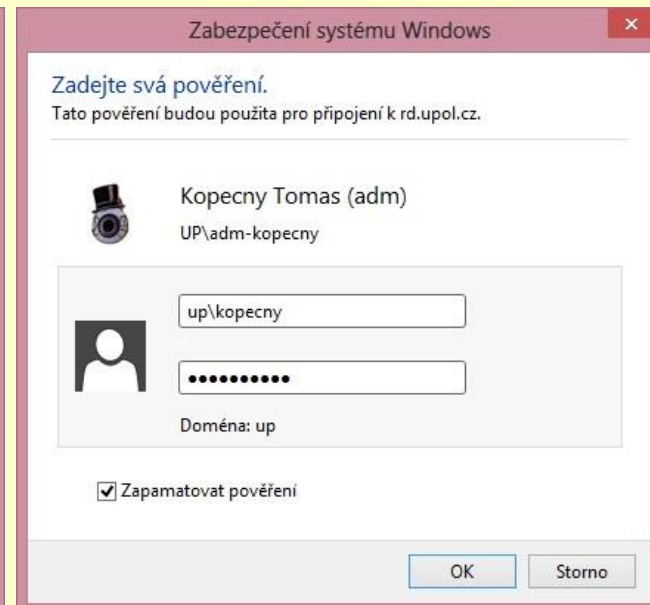 Zabezpečení systému Windows
Zadejte svá pověření.
Tato pověření budou použita pro připojení k rd.upol.cz.
Kopecny Tomas (adm)
UP\adm-kopecny
up\kopecny
••••••••••
Doména: up
Zapamatovat pověření
OK
Storno